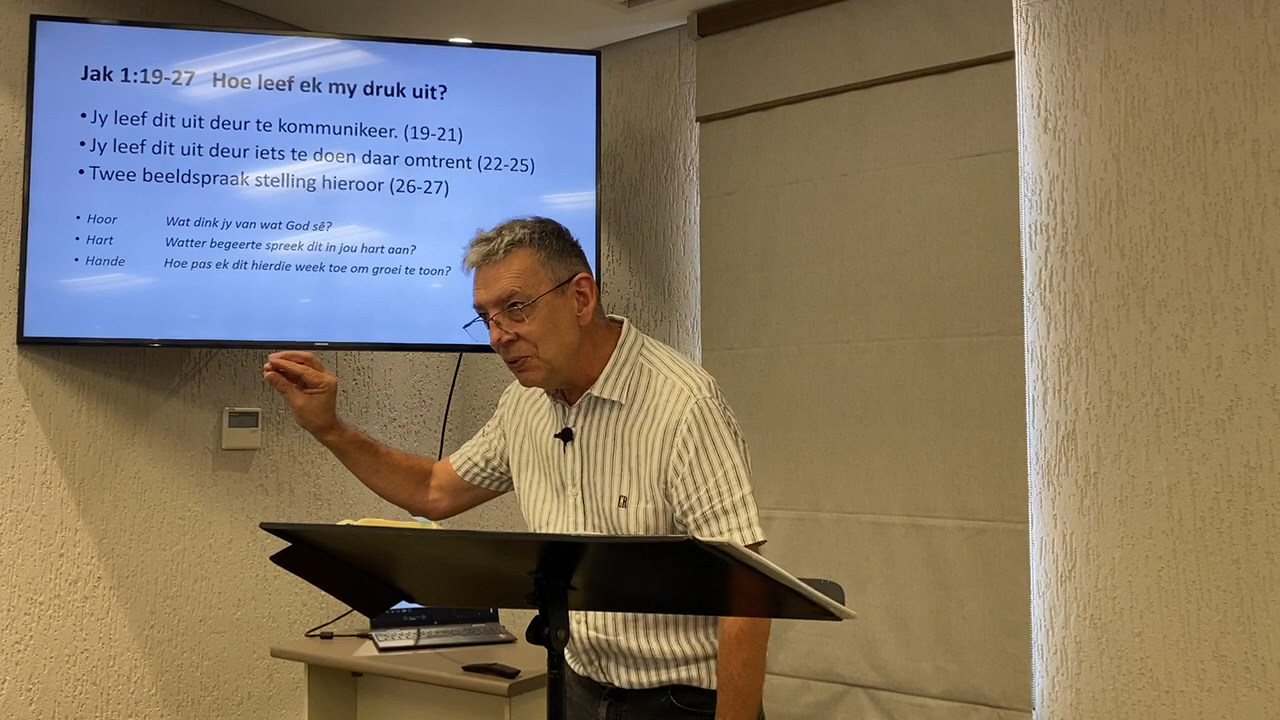 Jak 1:19-27 Hoe leef ek my druk uit?
• Jy leef dit uit deur te kommunikeer. (19-21)
• Jy leef dit uit deur iets te doen daar omtrent (22-25)
• Twee beeldspraak stelling hieroor (26-27)
• Hoor Wat dink jy van wat God sê?
• Hart Watter begeerte spreek dit in jou hart aan?
• Hande Hoe pas ek dit hierdie week toe om groei te toon?
CR